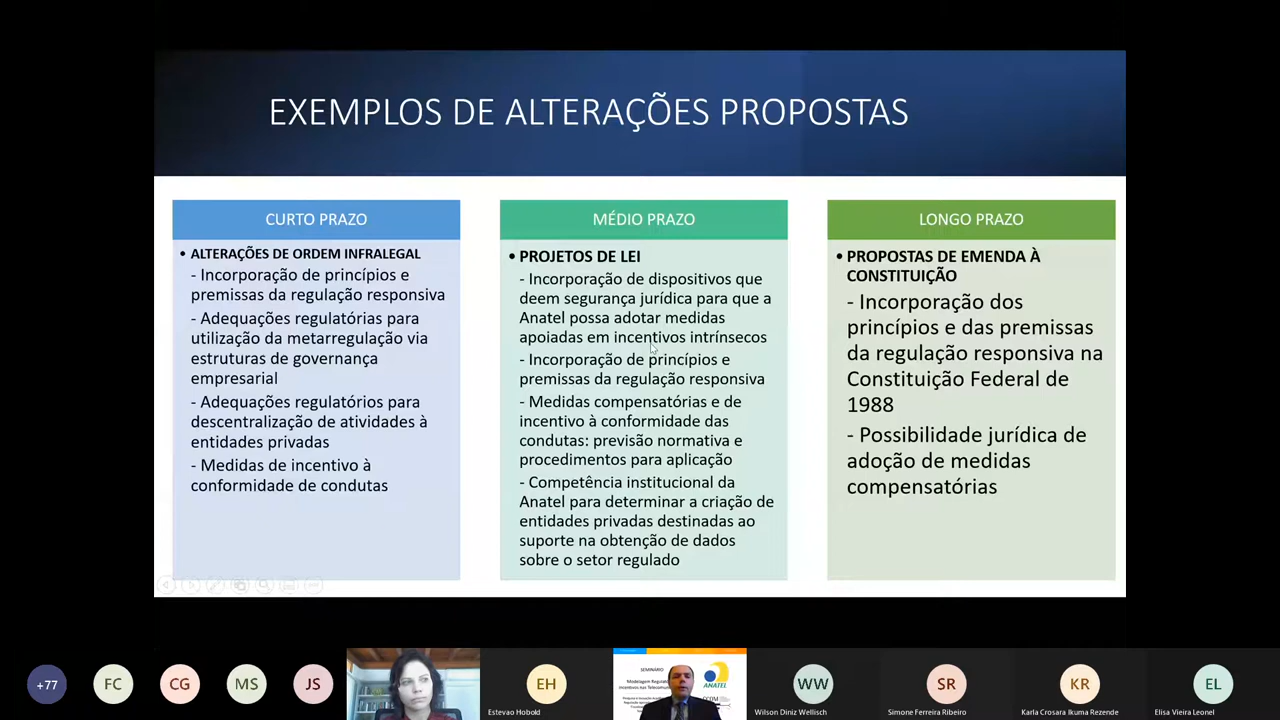 EXEMPLOS DE ALTERAÇÕES PROPOSTAS
CURTO PRAZO
• ALTERAÇÕES DE ORDEM INFRALEGAL
- Incorporação de princípios e
premissas da regulação responsiva
- Adequações regulatórias para
utilização da metarregulação via
estruturas de governança
empresarial
- Adequações regulatórios para
descentralização de atividades à
entidades privadas
- Medidas de incentivo à
conformidade de condutas
MÉDIO PRAZO
• PROJETOS DE LEI
- Incorporação de dispositivos que
deem segurança jurídica para que a
Anatel possa adotar medidas
apoiadas em incentivos intrínsecos
- Incorporação de princípios e
premissas da regulação responsiva
- Medidas compensatórias e de
incentivo à conformidade das
condutas: previsão normativa e
procedimentos para aplicação
- Competência institucional da
Anatel para determinar a criação de
entidades privadas destinadas ao
suporte na obtenção de dados
sobre o setor regulado
LONGO PRAZO
• PROPOSTAS DE EMENDA À
CONSTITUIÇÃO
- Incorporação dos
princípios e das premissas
da regulação responsiva na
Constituição Federal de
1988
- Possibilidade jurídica de
adoção de medidas
compensatórias
+77
FC
CG
MS
JS
EH
Estevao Hobold
SEMINÁRIO
ANATEL
WW
Wilson Diniz Wellisch
SR
Simone Ferreira Ribeiro
KR
Karla Crosara Ikuma Rezende
EL
Elisa Vieira Leonel